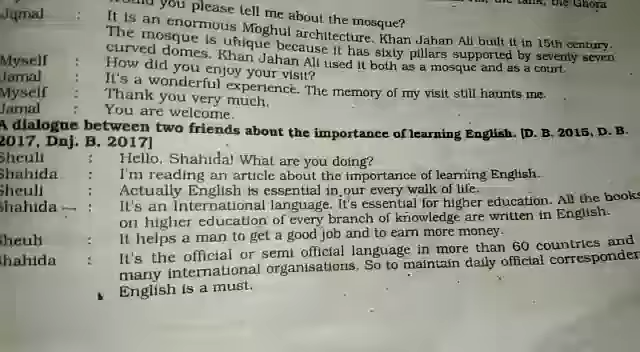 you please tell me about the mosque? the Ghora
Jamal : It is an enormous Moghul architecture. Khan Jahan Ali built it in 15th century.
The mosque is unique because it has sixty pillars supported by seventy seven
curved domes. Khan Jahan Ali used it both as a mosque and as a court.
Myself : How did you enjoy your visit?
Jamal : It's a wonderful experience. The memory of my visit still haunts me.
Myself : Thank you very much.
Jamal : You are welcome.
A dialogue between two friends about the importance of learning English. [D. B. 2015, D. B.
2017, Dnj. B. 2017]
Sheuli : Hello, Shahida! What are you doing?
Shahida : I'm reading an article about the importance of learning English.
Sheuli : Actually English is essential in our every walk of life.
Shahida : It's an International language. It's essential for higher education. All the books
on higher education of every branch of knowledge are written in English.
Sheuli : It helps a man to get a good job and to earn more money.
Shahida : It's the official or semi official language in more than 60 countries and
many international organisations. So to maintain daily official corresponden
English is a must.